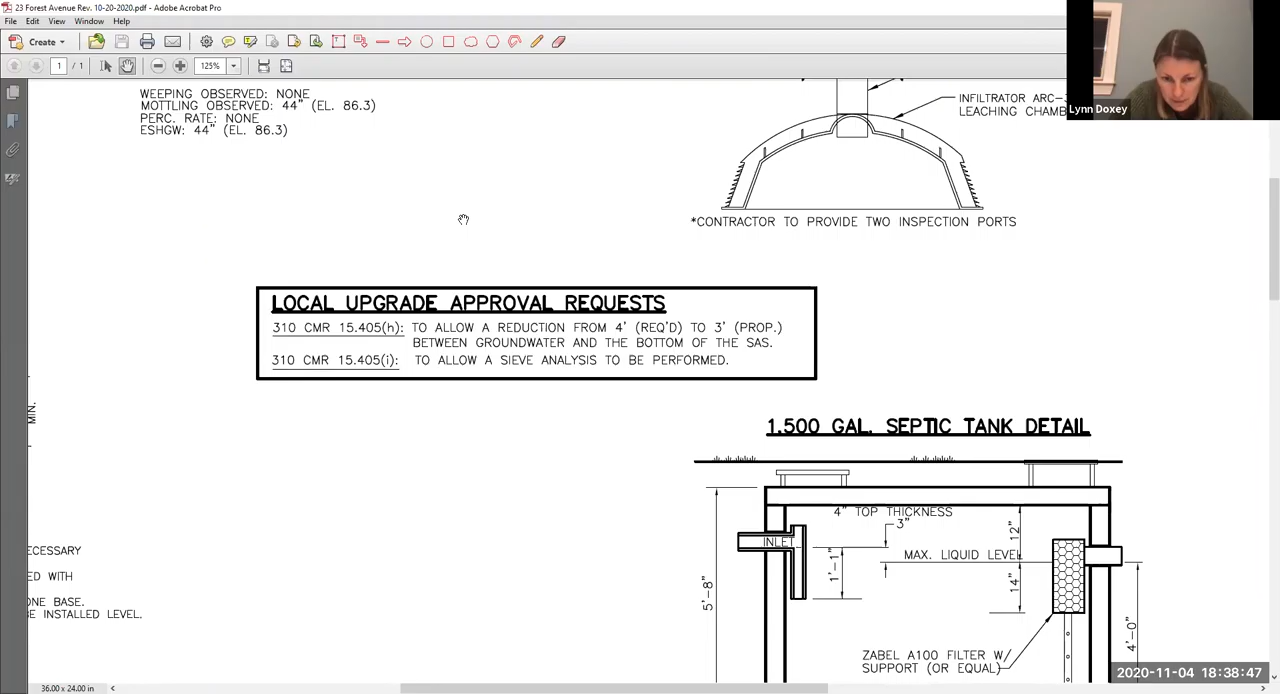 23 Forest Avenue Rev. 10-20-2020.pdf - Adobe Acrobat Pro
File Edit View Window Help
Create
1 / 1
125%
Lynn Doxey
WEEPING OBSERVED: NONE
MOTTLING OBSERVED: 44" (EL. 86.3)
PERC. RATE: NONE
ESHGW: 44" (EL. 86.3)
INFILTRATOR ARC-
LEACHING CHAMB
*CONTRACTOR TO PROVIDE TWO INSPECTION PORTS
LOCAL UPGRADE APPROVAL REQUESTS
310 CMR 15.405(h): TO ALLOW A REDUCTION FROM 4' (REQ'D) TO 3' (PROP.)
BETWEEN GROUNDWATER AND THE BOTTOM OF THE SAS.
310 CMR 15.405(i): TO ALLOW A SIEVE ANALYSIS TO BE PERFORMED.
MIN.
1,500 GAL. SEPTIC TANK DETAIL
4" TOP THICKNESS
3"
12"
INLET
MAX. LIQUID LEVEL
1'-1"
14"
5'-8"
4'-0"
ECESSARY
ED WITH
ONE BASE.
BE INSTALLED LEVEL.
ZABEL A100 FILTER W/
SUPPORT (OR EQUAL)
2020-11-04 18:38:47
36.00 x 24.00 in